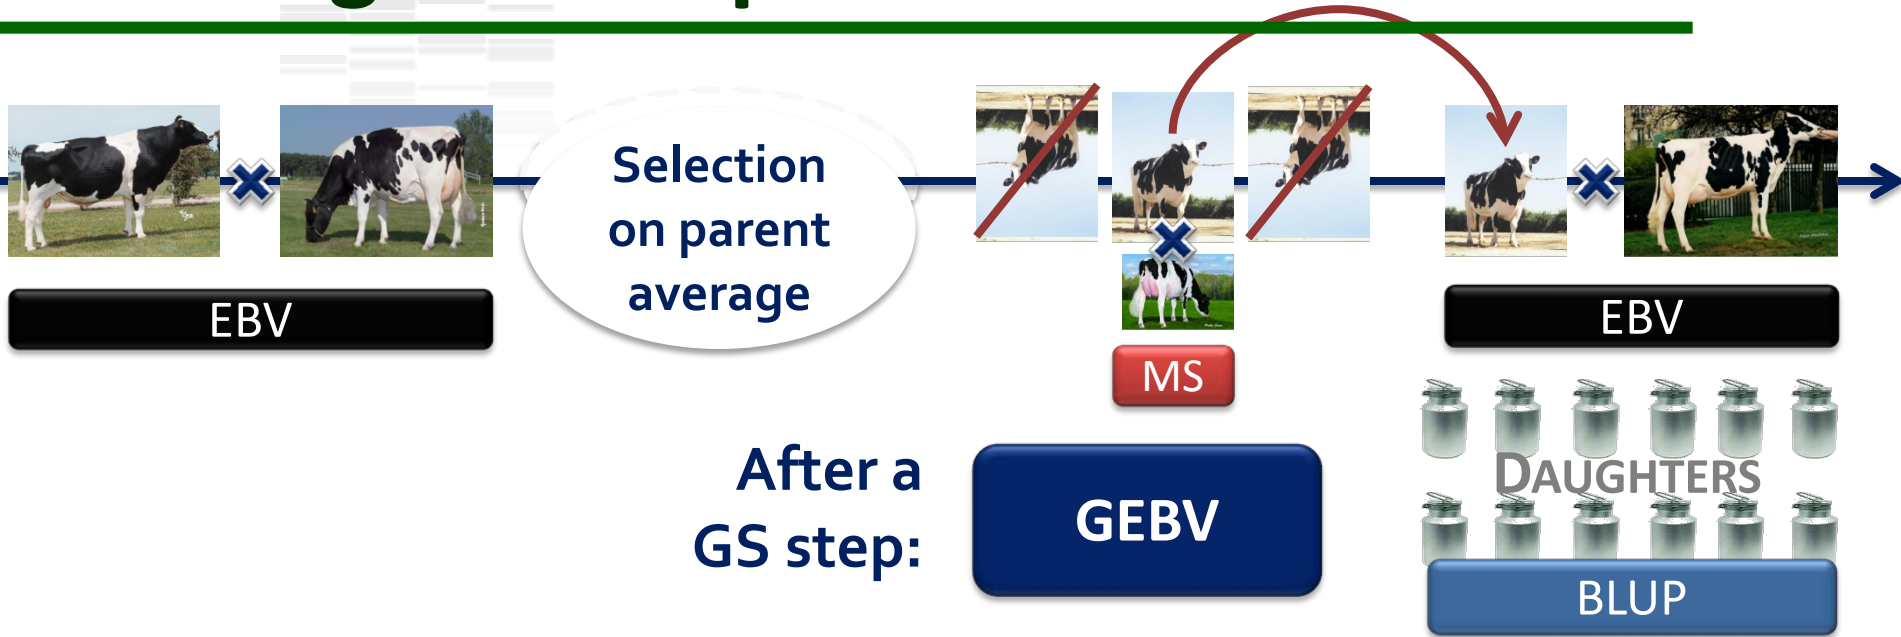 Selection
on parent
average
EBV
MS
EBV
DAUGHTERS
BLUP
After a
GS step:
GEBV